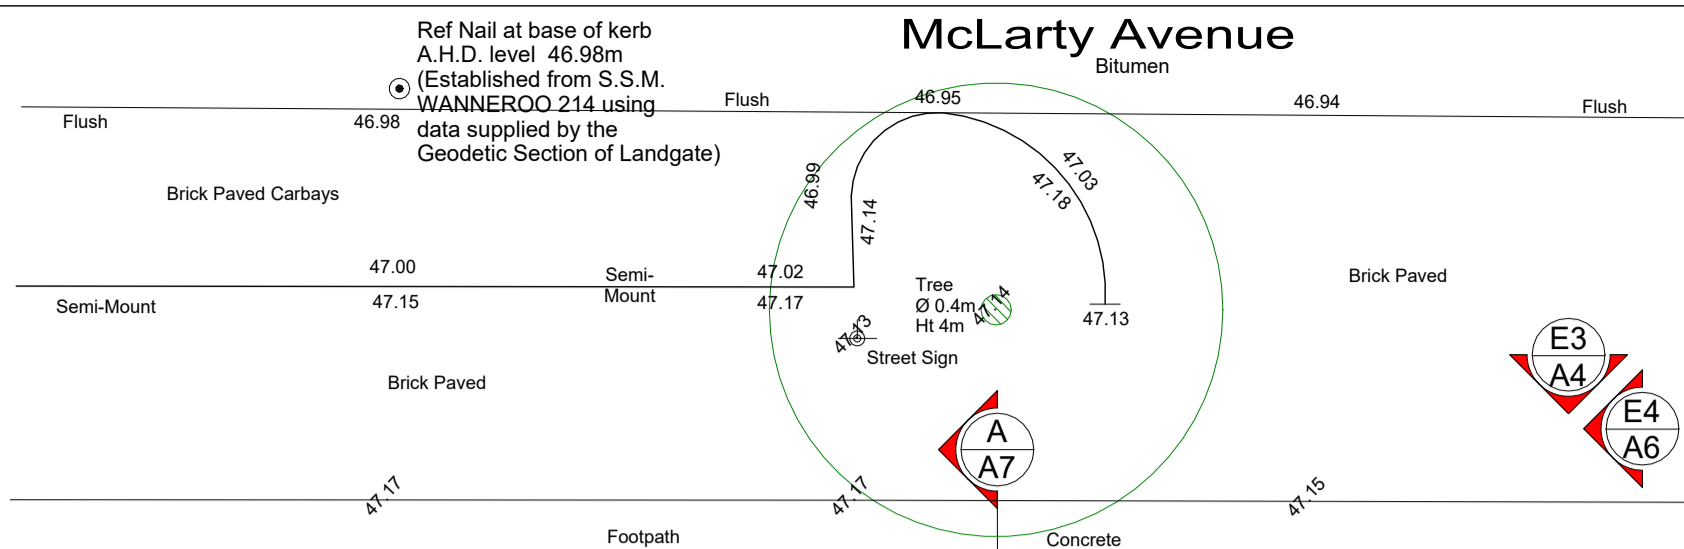 McLarty Avenue
Bitumen
Ref Nail at base of kerb
A.H.D. level 46.98m
(Established from S.S.M.
WANNEROO 214 using
data supplied by the
Geodetic Section of Landgate)
Flush
46.98
Flush
46.95
46.94
Flush
Brick Paved Carbays
46.99
47.14
47.03
47.18
47.00
47.15
Semi-Mount
Semi-
Mount
47.02
47.17
Tree
Ø 0.4m
Ht 4m
47.14
47.13
Brick Paved
47.13
Street Sign
Brick Paved
E3
A4
E4
A6
A
A7
47.17
47.17
47.15
Footpath
Concrete